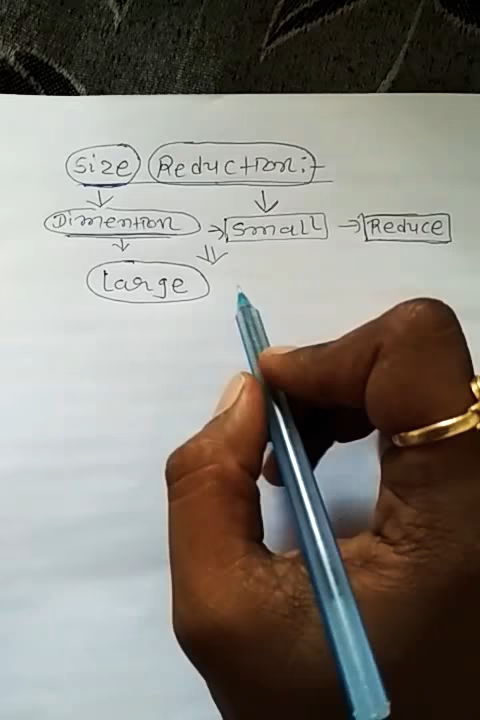 Size Reduction:-
Dimention → Small → Reduce
Large